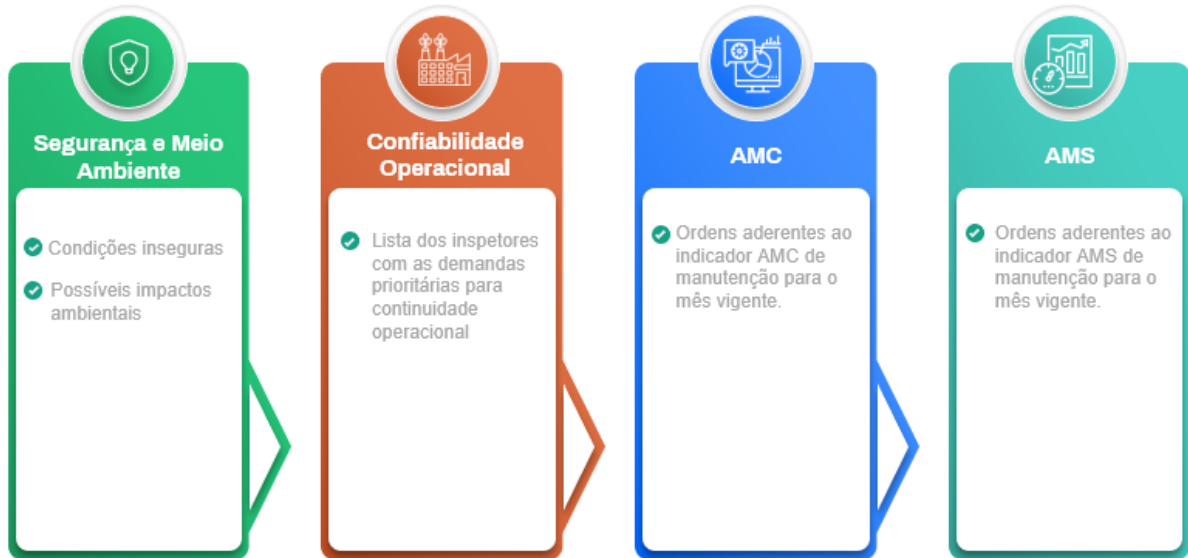 Segurança e Meio
Ambiente
Condições inseguras
Possíveis impactos
ambientais
Confiabilidade
Operacional
Lista dos inspetores
com as demandas
prioritárias para
continuidade
operacional
AMC
Ordens aderentes ao
indicador AMC de
manutenção para o
mês vigente.
AMS
Ordens aderentes ao
indicador AMS de
manutenção para o
mês vigente.